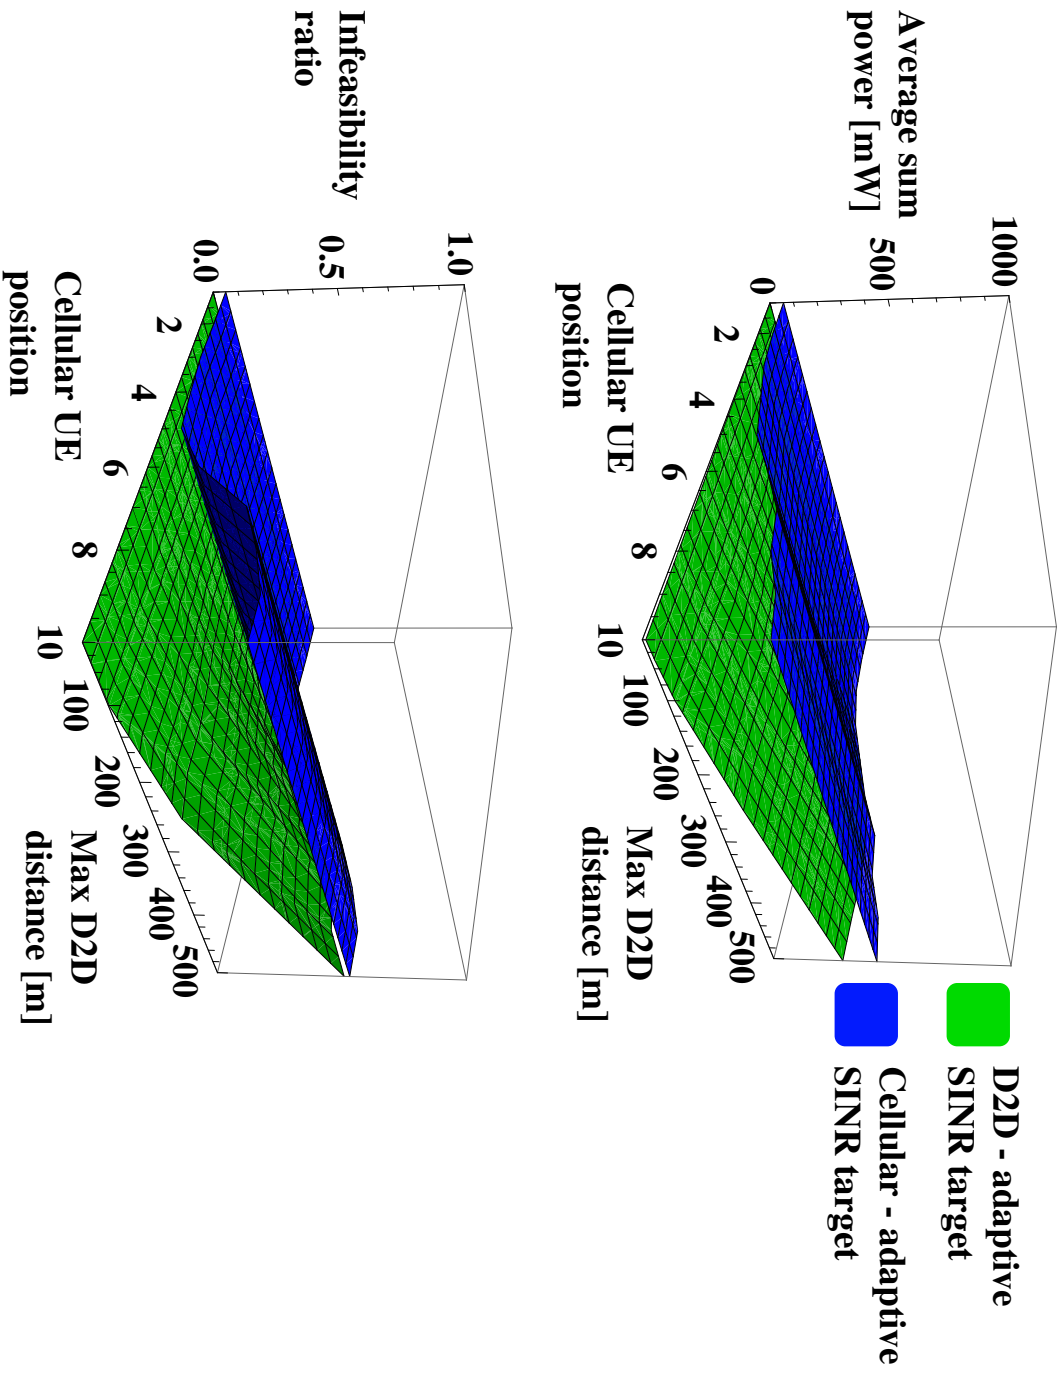 Average sum
power [mW]
1000
500
0
2
4
6
8
10
Cellular UE
position
100
200
300
400
500
Max D2D
distance [m]
D2D - adaptive
SINR target
Cellular - adaptive
SINR target
Infeasibility
ratio
1.0
0.5
0.0
2
4
6
8
10
Cellular UE
position
100
200
300
400
500
Max D2D
distance [m]